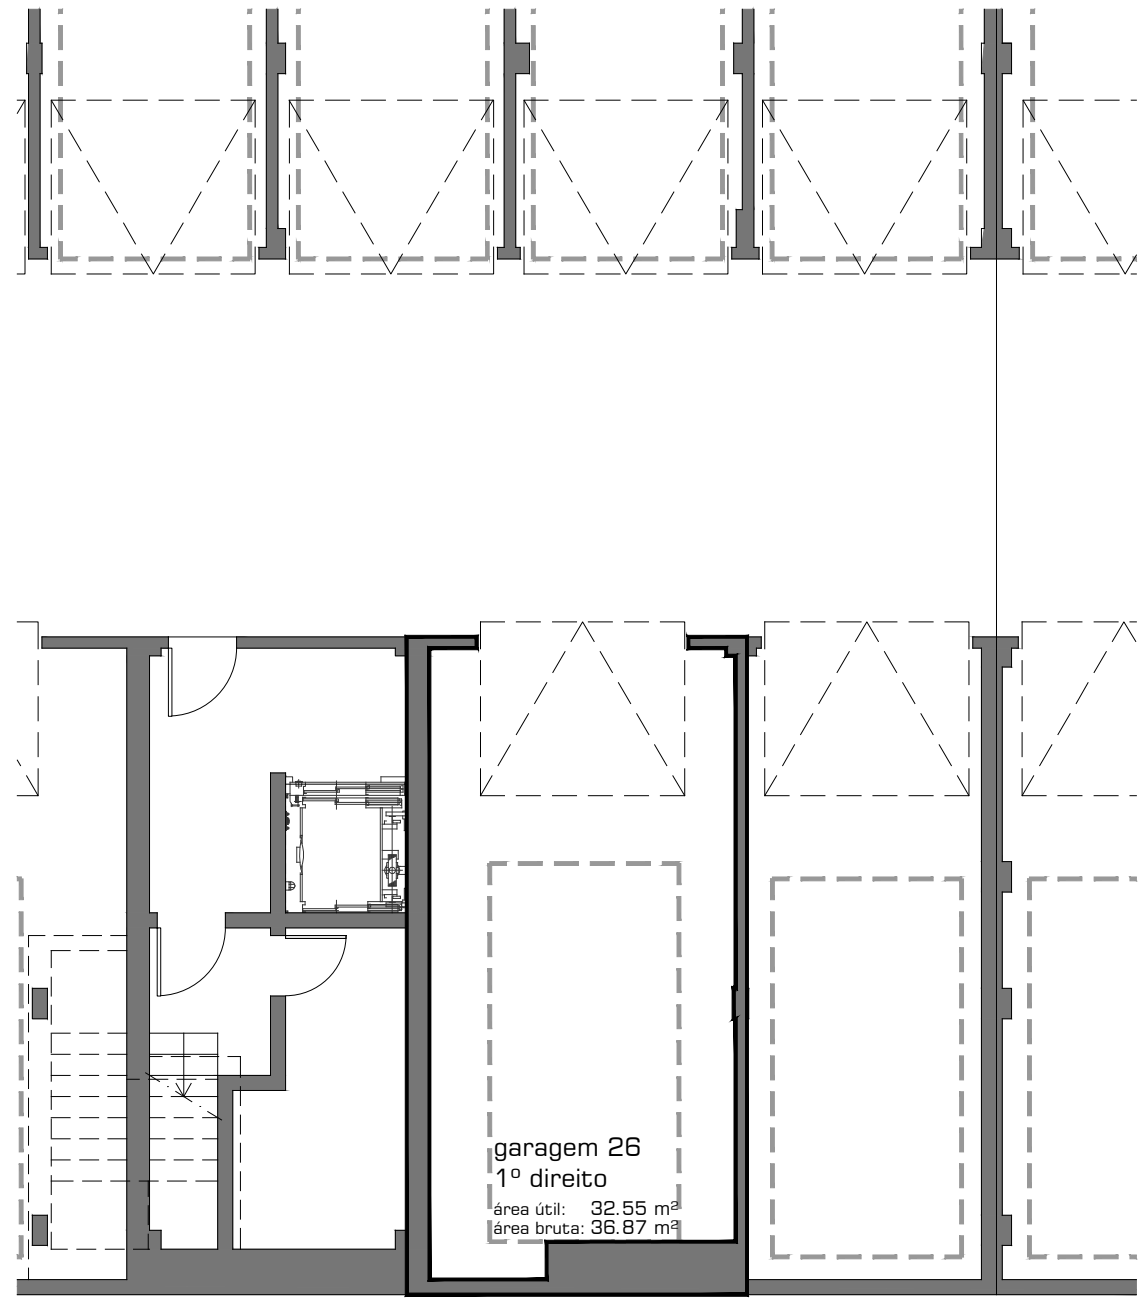 garagem 26
1º direito
área útil: 32.55 m²
área bruta: 36.87 m²